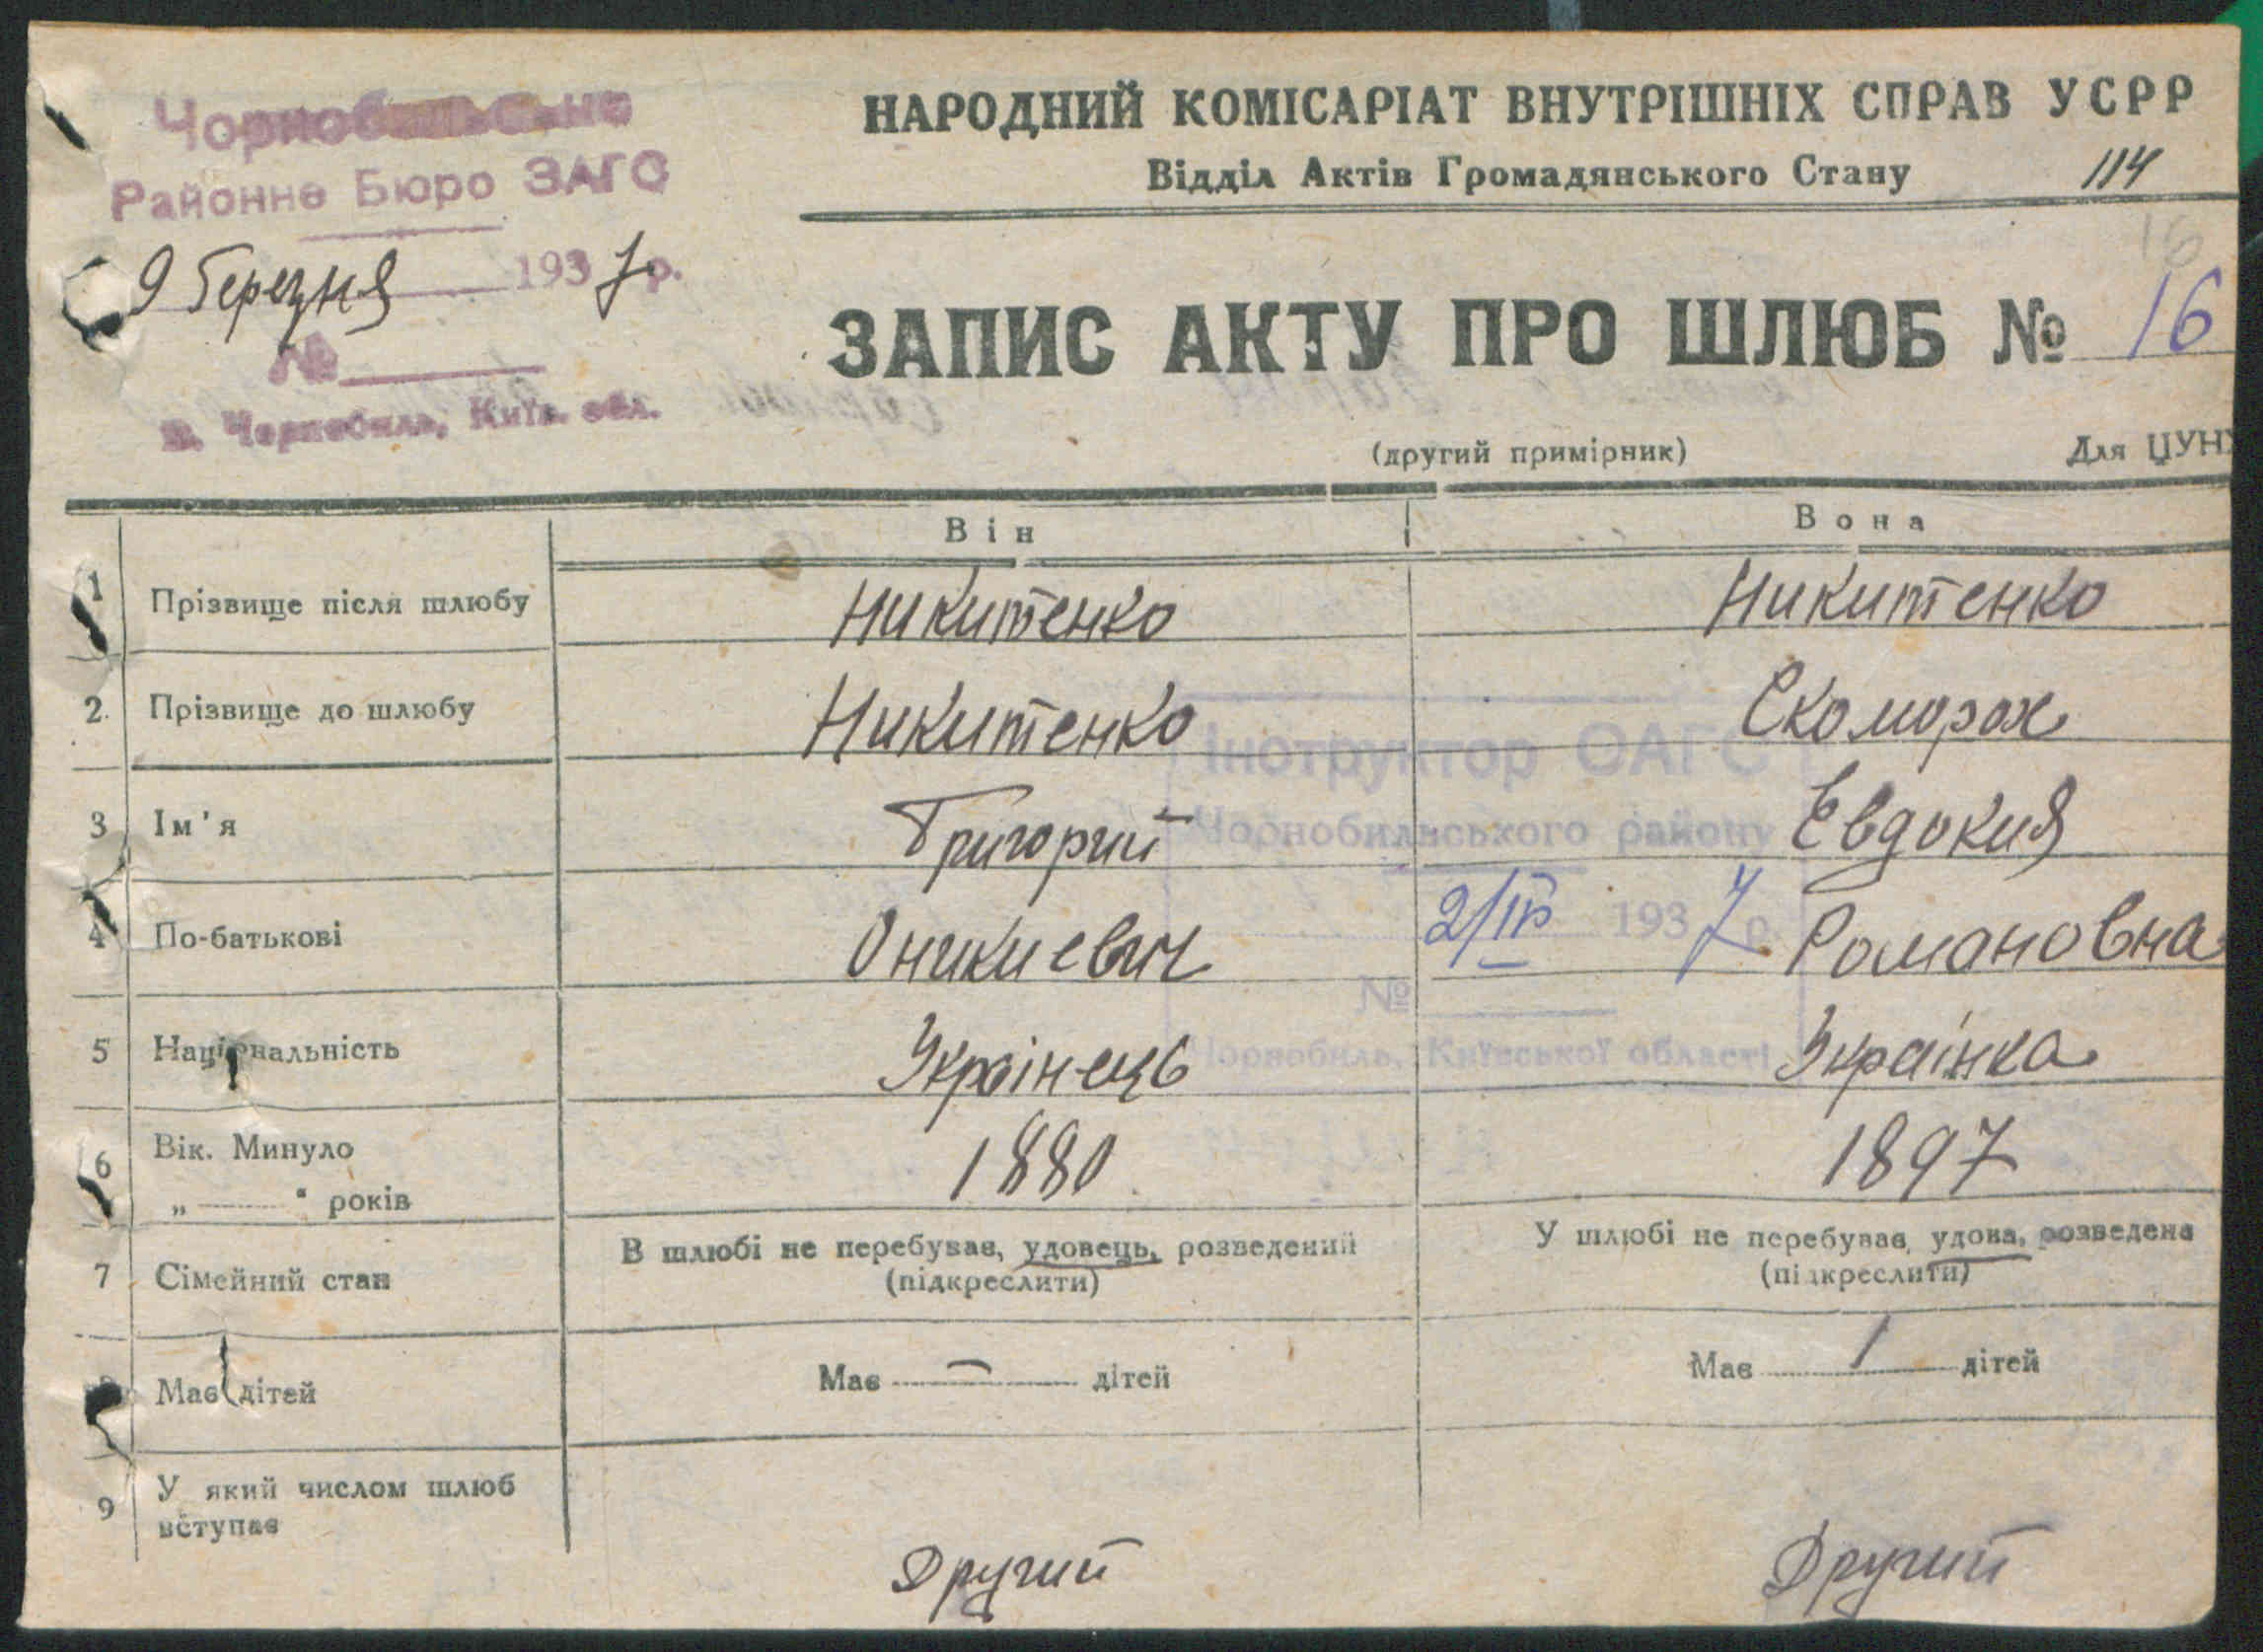 Чорнобильське
Районне Бюро ЗАГС
9 березня 1937 р.
№
м. Чорнобиль, Київ. обл.
НАРОДНИЙ КОМІСАРІАТ ВНУТРІШНІХ СПРАВ УСРР
Відділ Актів Громадянського Стану 114
16
ЗАПИС АКТУ ПРО ШЛЮБ № 16
(другий примірник) Для ЦУН
Він Вона
1 Прізвище після шлюбу Никитенко Никитенко
2. Прізвище до шлюбу Никитенко Скоморох
Інструктор ОАГС
3 Ім'я Григорий Евдокия
Чорнобильського району
4 По-батькові Оникиевич Романовна
2/IV 1937 р.
№
5 Національність Украінець Украінка
Чорнобиль, Київської області
6 Вік. Минуло 1880 1897
„ “ років
7 Сімейний стан В шлюбі не перебував, удовець, розведений У шлюбі не перебував, удова, розведена
(підкреслити) (підкреслити)
Має дітей Має — дітей Має 1 дітей
9 У який числом шлюб
вступає Другий Другий